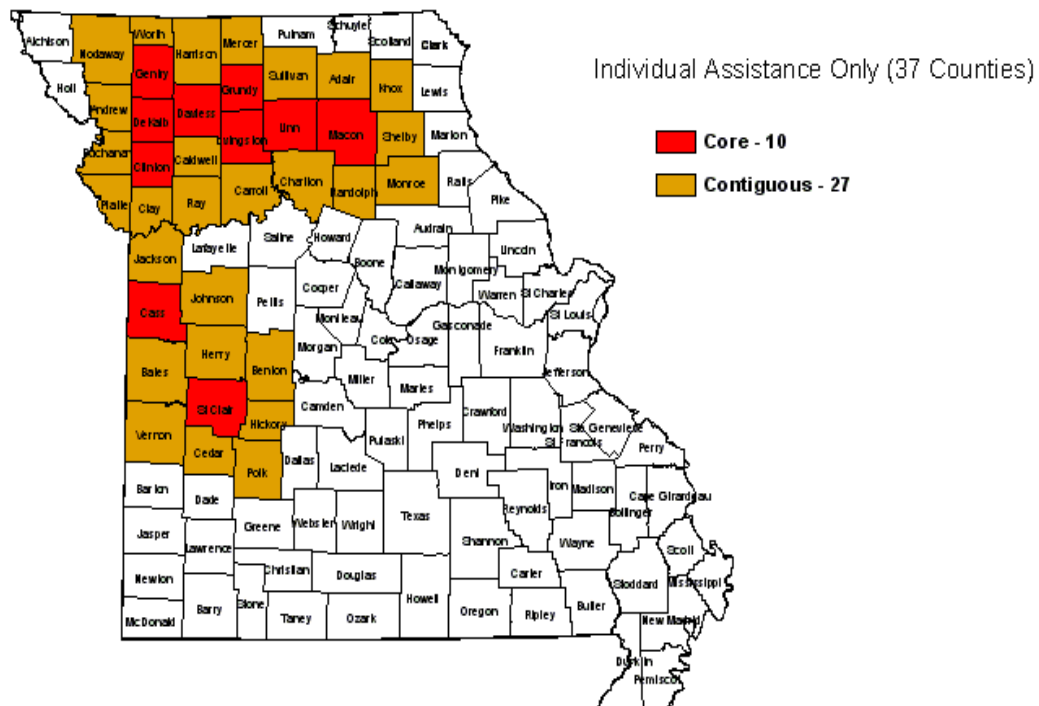 Individual Assistance Only (37 Counties)
Core - 10
Contiguous - 27
Atchison
Nodaway
Worth
Harrison
Mercer
Putnam
Schuyler
Scotland
Clark
Holt
Gentry
Sullivan
Adair
Knox
Lewis
Andrew
De Kalb
Daviess
Grundy
Linn
Macon
Shelby
Marion
Buchanan
Clinton
Caldwell
Livingston
Platte
Clay
Ray
Carroll
Chariton
Randolph
Monroe
Ralls
Pike
Jackson
Lafayette
Saline
Howard
Boone
Audrain
Callaway
Montgomery
Lincoln
Warren
St Charles
St Louis
Cass
Johnson
Pettis
Cooper
Moniteau
Cole
Osage
Gasconade
Franklin
Jefferson
Bates
Henry
Benton
Morgan
Miller
Maries
Camden
Vernon
St Clair
Hickory
Pulaski
Phelps
Crawford
Washington
St Francois
Ste Genevieve
Perry
Cedar
Polk
Dallas
Laclede
Dent
Iron
Madison
Cape Girardeau
Bollinger
Barton
Dade
Greene
Webster
Wright
Texas
Reynolds
Wayne
Jasper
Lawrence
Christian
Douglas
Shannon
Carter
Scott
Stoddard
Mississippi
Newton
Barry
Stone
Taney
Ozark
Howell
Oregon
Ripley
Butler
New Madrid
McDonald
Dunklin
Pemiscot